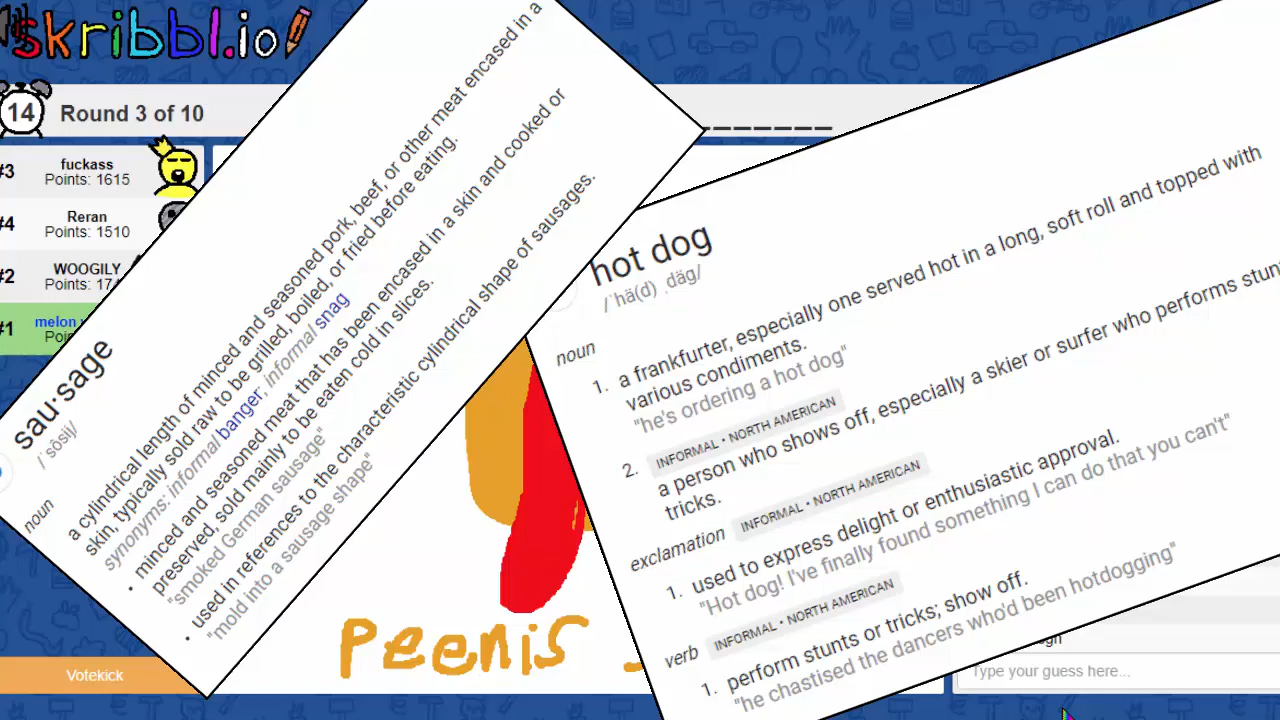 skribbl.io
14
Round 3 of 10
#3
fuckass
Points: 1615
#4
Reran
Points: 1510
#2
WOOGILY
#1
melon
Votekick
sau·sage
/ˈsôsij/
noun
a cylindrical length of minced and seasoned pork, beef, or other meat encased in a
skin, typically sold raw to be grilled, boiled, or fried before eating.
synonyms: informal banger, informal snag
• minced and seasoned meat that has been encased in a skin and cooked or
preserved, sold mainly to be eaten cold in slices.
"smoked German sausage"
• used in references to the characteristic cylindrical shape of sausages.
"mold into a sausage shape"
hot dog
/ˈhä(d) ˌdäg/
noun
1. a frankfurter, especially one served hot in a long, soft roll and topped with
various condiments.
"he's ordering a hot dog"
INFORMAL • NORTH AMERICAN
2. a person who shows off, especially a skier or surfer who performs stunts
tricks.
exclamation
INFORMAL • NORTH AMERICAN
1. used to express delight or enthusiastic approval.
"Hot dog! I've finally found something I can do that you can't"
verb
INFORMAL • NORTH AMERICAN
1. perform stunts or tricks; show off.
"he chastised the dancers who'd been hotdogging"
Peenis
Type your guess here...